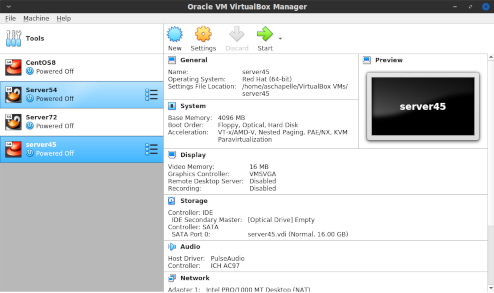 Oracle VM VirtualBox Manager
File Machine Help
Tools
New Settings Discard Start
CentOS8
Powered Off
Server54
Powered Off
Server72
Powered Off
server45
Powered Off
General
Name: server45
Operating System: Red Hat (64-bit)
Settings File Location: /home/aschapelle/VirtualBox VMs/
server45
Preview
server45
System
Base Memory: 4096 MB
Boot Order: Floppy, Optical, Hard Disk
Acceleration: VT-x/AMD-V, Nested Paging, PAE/NX, KVM
Paravirtualization
Display
Video Memory: 16 MB
Graphics Controller: VMSVGA
Remote Desktop Server: Disabled
Recording: Disabled
Storage
Controller: IDE
IDE Secondary Master: [Optical Drive] Empty
Controller: SATA
SATA Port 0: server45.vdi (Normal, 16.00 GB)
Audio
Host Driver: PulseAudio
Controller: ICH AC97
Network
Adapter 1: Intel PRO/1000 MT Desktop (NAT)